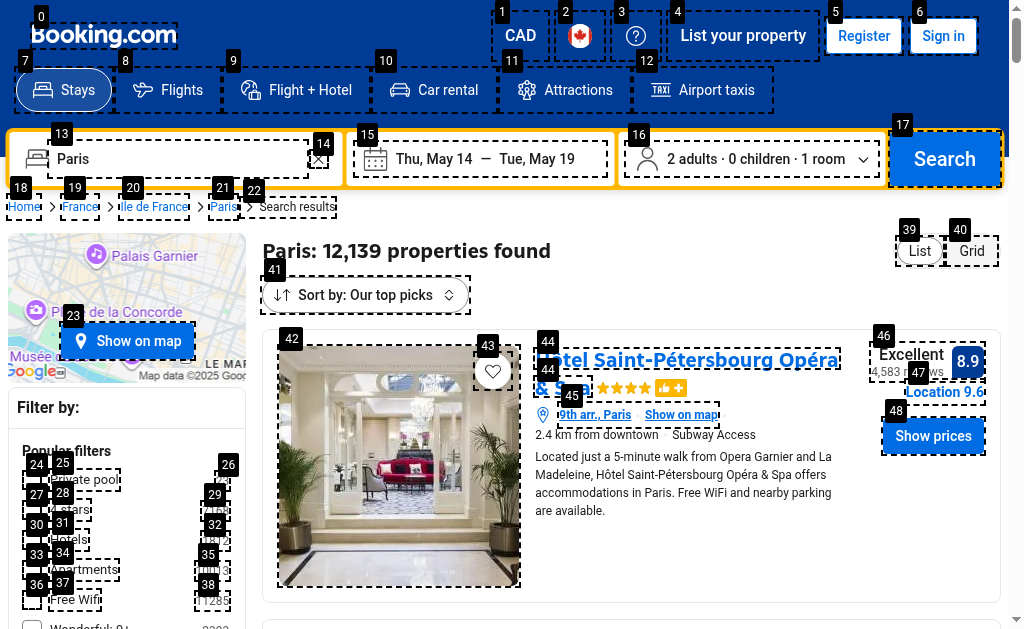 Booking.com
CAD
List your property
Register
Sign in
Stays
Flights
Flight + Hotel
Car rental
Attractions
TAXI Airport taxis
Paris
Thu, May 14 — Tue, May 19
2 adults · 0 children · 1 room
Search
Home
France
Ile de France
Paris
Search results
Palais Garnier
de la Concorde
Musée
LE MAR
Google
Map data ©2025 Goog
Show on map
Filter by:
Popular filters
Private pool
4 stars
Hotels
Apartments
Free Wifi
11285
Wonderful: 9+
Paris: 12,139 properties found
List
Grid
Sort by: Our top picks
Hôtel Saint-Pétersbourg Opéra
& Spa
9th arr., Paris
Show on map
2.4 km from downtown · Subway Access
Located just a 5-minute walk from Opera Garnier and La
Madeleine, Hôtel Saint-Pétersbourg Opéra & Spa offers
accommodations in Paris. Free WiFi and nearby parking
are available.
Excellent
4,583 reviews
8.9
Location 9.6
Show prices
0
1
2
3
4
5
6
7
8
9
10
11
12
13
14
15
16
17
18
19
20
21
22
23
24
25
26
27
28
29
30
31
32
33
34
35
36
37
38
39
40
41
42
43
44
44
45
46
47
48